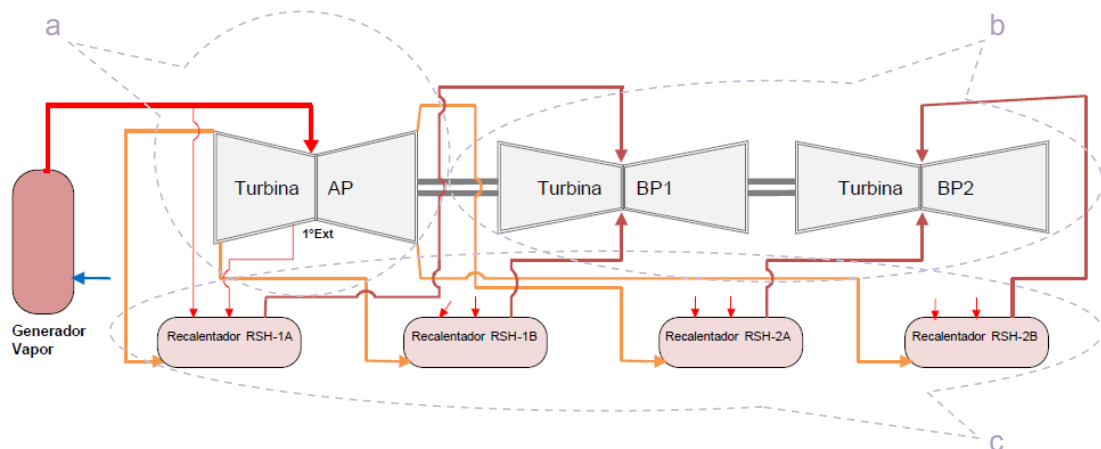 a
b
Turbina AP
Turbina BP1
Turbina BP2
1ºExt
Generador
Vapor
Recalentador RSH-1A
Recalentador RSH-1B
Recalentador RSH-2A
Recalentador RSH-2B
c